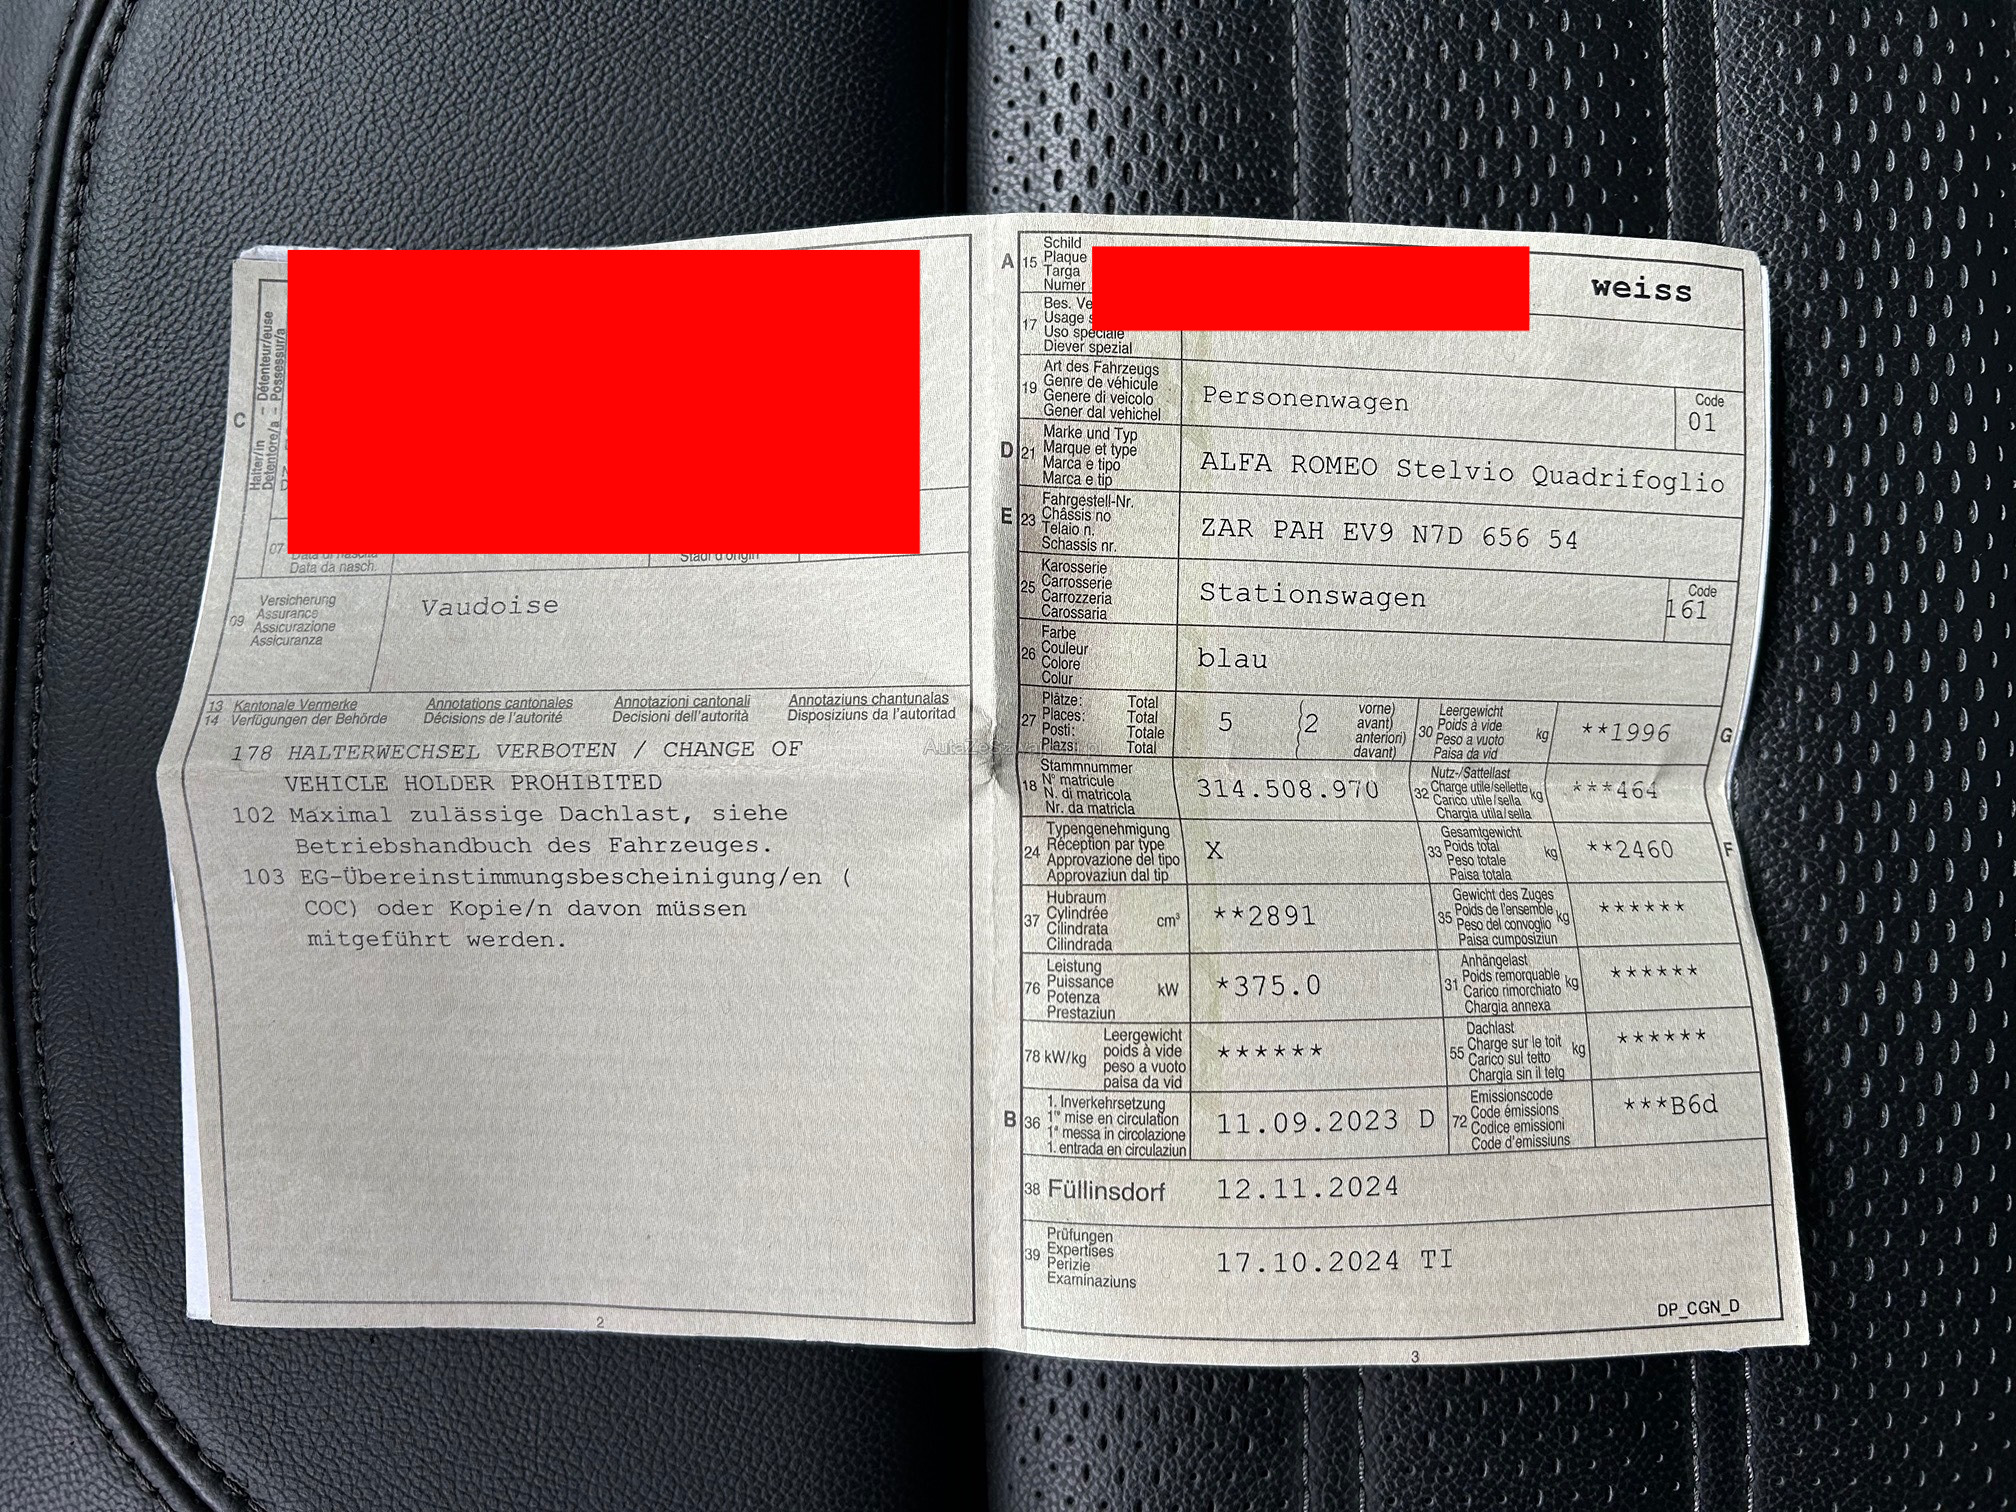 C
Halter/in – Détenteur/euse
Detentore/a – Possessur/a
07
Data da nasch.
09
Versicherung
Assurance
Assicurazione
Assicuranza
Vaudoise
13 Kantonale Vermerke Annotations cantonales Annotazioni cantonali Annotaziuns chantunalas
14 Verfügungen der Behörde Décisions de l'autorité Decisioni dell'autorità Disposiziuns da l'autoritad
178 HALTERWECHSEL VERBOTEN / CHANGE OF
VEHICLE HOLDER PROHIBITED
102 Maximal zulässige Dachlast, siehe
Betriebshandbuch des Fahrzeuges.
103 EG-Übereinstimmungsbescheinigung/en (
COC) oder Kopie/n davon müssen
mitgeführt werden.
2
A 15
Schild
Plaque
Targa
Numer
weiss
17
Bes. Ve
Usage
Uso speciale
Diever spezial
19
Art des Fahrzeugs
Genre de véhicule
Genere di veicolo
Gener dal vehichel
Personenwagen
Code
01
D 21
Marke und Typ
Marque et type
Marca e tipo
Marca e tip
ALFA ROMEO Stelvio Quadrifoglio
E 23
Fahrgestell-Nr.
Châssis no
Telaio n.
Schassis nr.
ZAR PAH EV9 N7D 656 54
25
Karosserie
Carrosserie
Carrozzeria
Carossaria
Stationswagen
Code
161
26
Farbe
Couleur
Colore
Colur
blau
27
Plätze: Total
Places: Total
Posti: Totale
Plazs: Total
5
(2
vorne)
avant)
anteriori)
davant)
30
Leergewicht
Poids à vide
Peso a vuoto
Paisa da vid
kg
**1996
G
18
Stammnummer
N° matricule
N. di matricola
Nr. da matricla
314.508.970
32
Nutz-/Sattellast
Charge utile/sellette
Carico utile/sella
Chargia utila/sella
kg
***464
24
Typengenehmigung
Réception par type
Approvazione del tipo
Approvaziun dal tip
X
33
Gesamtgewicht
Poids total
Peso totale
Paisa totala
kg
**2460
F
37
Hubraum
Cylindrée
Cilindrata
Cilindrada
cm³
**2891
35
Gewicht des Zuges
Poids de l'ensemble
Peso del convoglio
Paisa cumposiziun
kg
******
76
Leistung
Puissance
Potenza
Prestaziun
kW
*375.0
31
Anhängelast
Poids remorquable
Carico rimorchiato
Chargia annexa
kg
******
78 kW/kg
Leergewicht
poids à vide
peso a vuoto
paisa da vid
******
55
Dachlast
Charge sur le toit
Carico sul tetto
Chargia sin il tetg
kg
******
B 36
1. Inverkehrsetzung
1re mise en circulation
1a messa in circolazione
1. entrada en circulaziun
11.09.2023 D
72
Emissionscode
Code émissions
Codice emissioni
Code d'emissiuns
***B6d
38 Füllinsdorf 12.11.2024
39
Prüfungen
Expertises
Perizie
Examinaziuns
17.10.2024 TI
DP_CGN_D
3